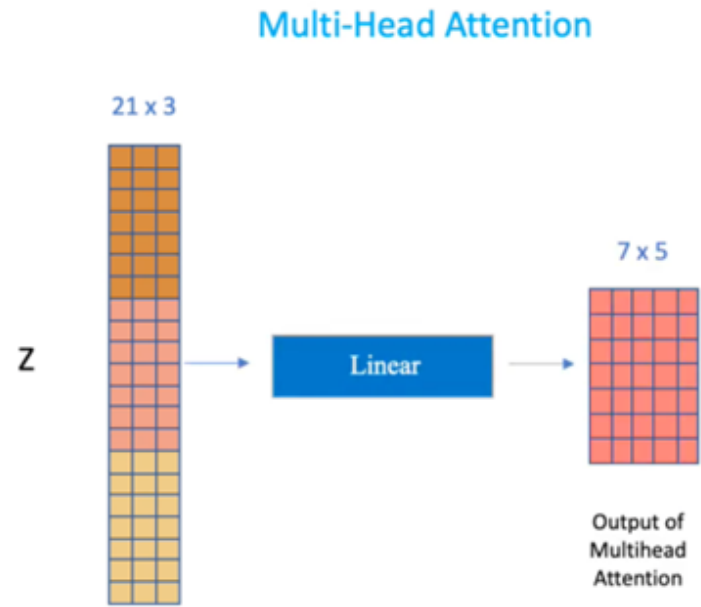 Multi-Head Attention
21 x 3
7 x 5
Z
Linear
Output of
Multihead
Attention